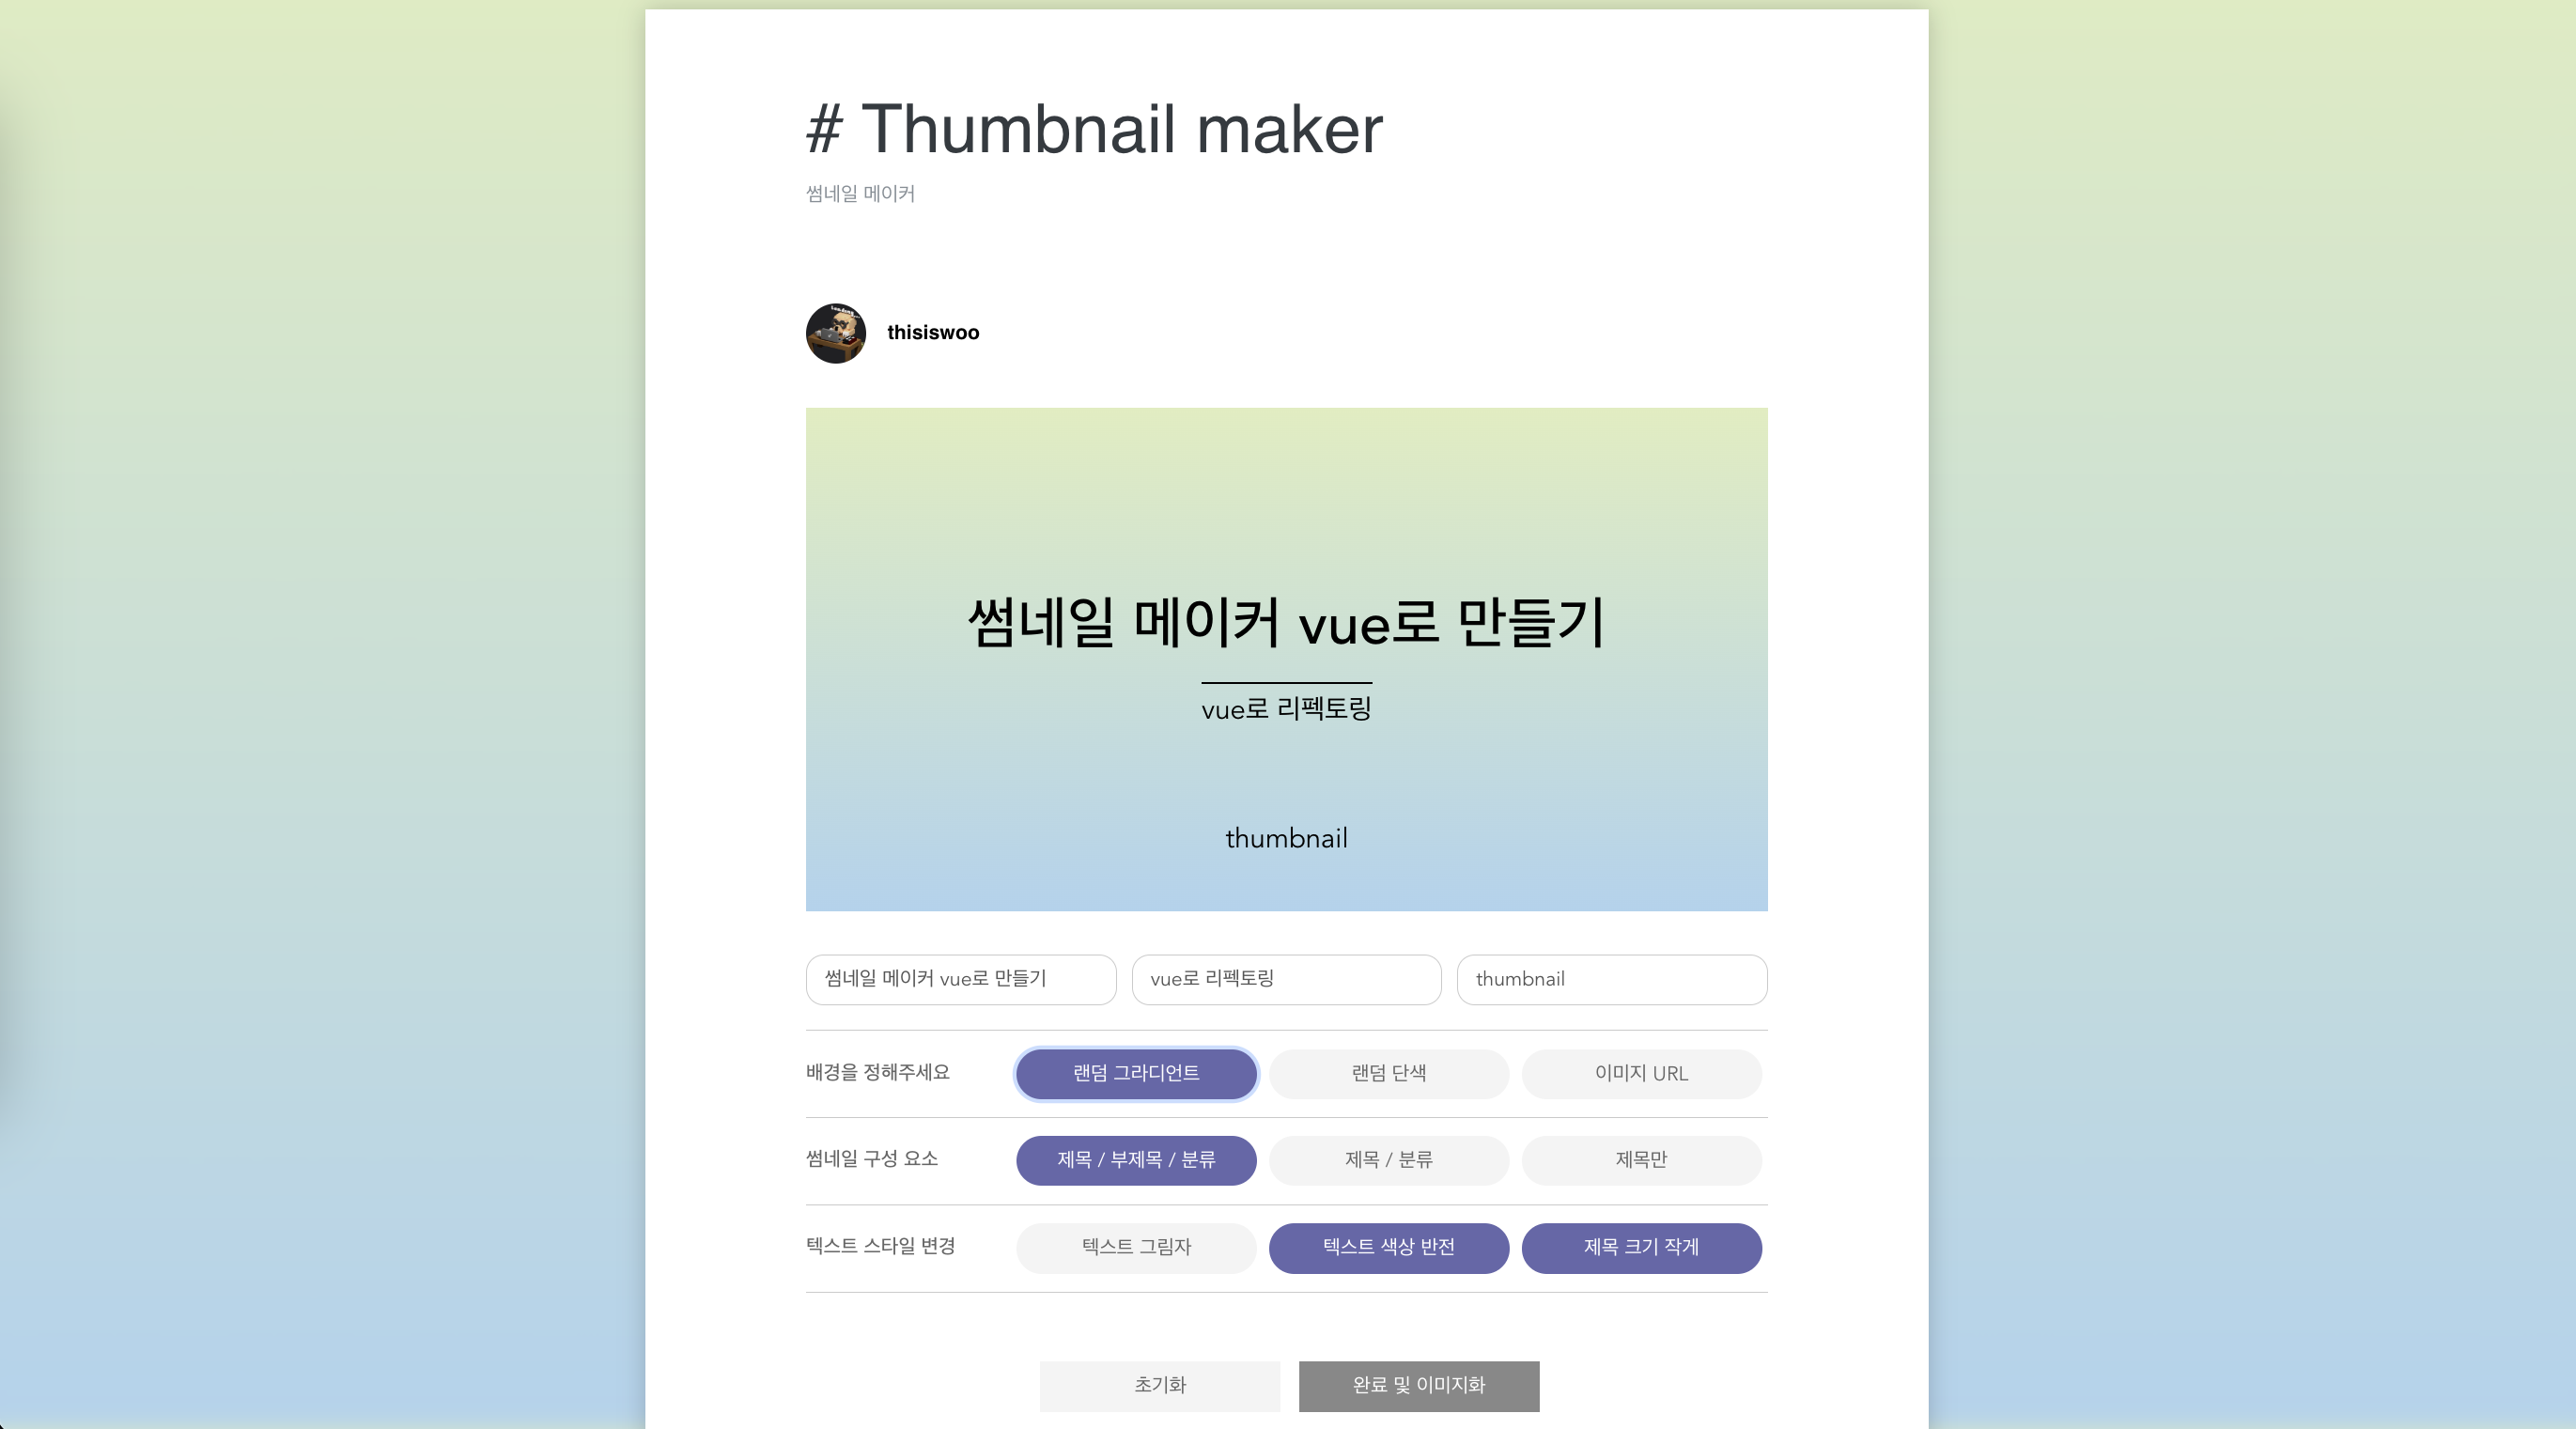 # Thumbnail maker
썸네일 메이커
thisiswoo
썸네일 메이커 vue로 만들기
vue로 리펙토링
thumbnail
썸네일 메이커 vue로 만들기 vue로 리펙토링 thumbnail
배경을 정해주세요 랜덤 그라디언트 랜덤 단색 이미지 URL
썸네일 구성 요소 제목 / 부제목 / 분류 제목 / 분류 제목만
텍스트 스타일 변경 텍스트 그림자 텍스트 색상 반전 제목 크기 작게
초기화 완료 및 이미지화